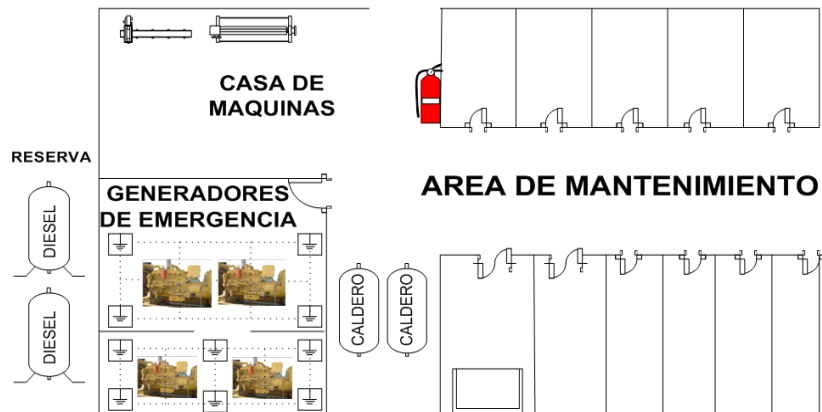 CASA DE
MAQUINAS
RESERVA
GENERADORES
DE EMERGENCIA
AREA DE MANTENIMIENTO
DIESEL
DIESEL
CALDERO
CALDERO